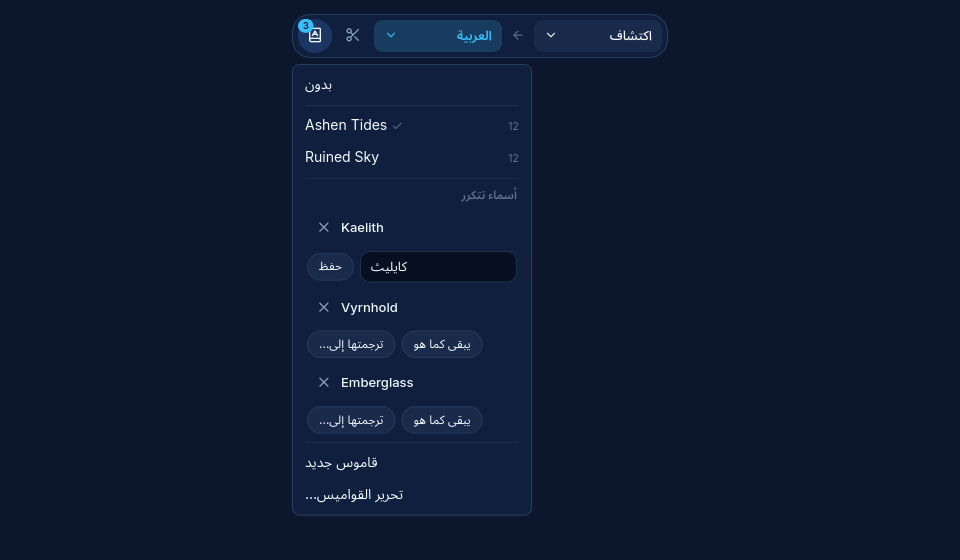 اكتشاف
العربية
3
بدون
Ashen Tides 12
Ruined Sky 12
أسماء تتكرر
Kaelith
كايليث حفظ
Vyrnhold
يبقى كما هو ترجمتها إلى...
Emberglass
يبقى كما هو ترجمتها إلى...
قاموس جديد
تحرير القواميس...